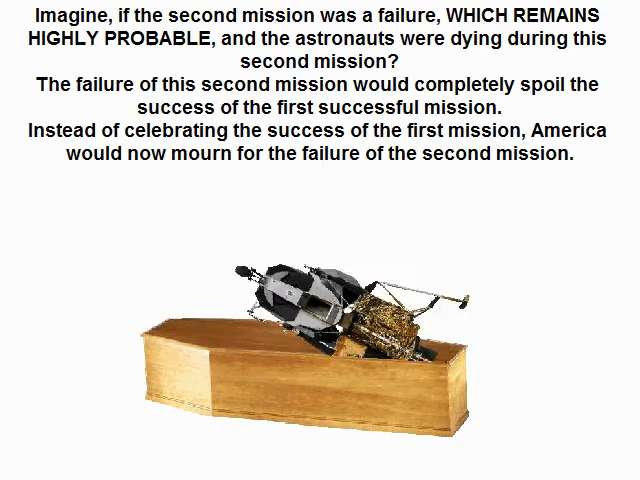 Imagine, if the second mission was a failure, WHICH REMAINS
HIGHLY PROBABLE, and the astronauts were dying during this
second mission?
The failure of this second mission would completely spoil the
success of the first successful mission.
Instead of celebrating the success of the first mission, America
would now mourn for the failure of the second mission.